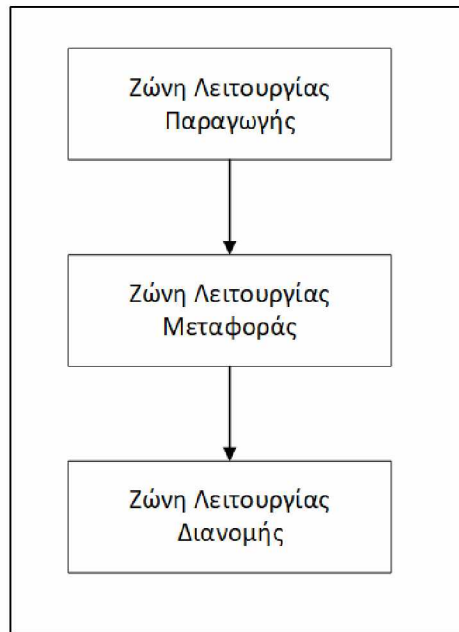 Ζώνη Λειτουργίας
Παραγωγής
Ζώνη Λειτουργίας
Μεταφοράς
Ζώνη Λειτουργίας
Διανομής